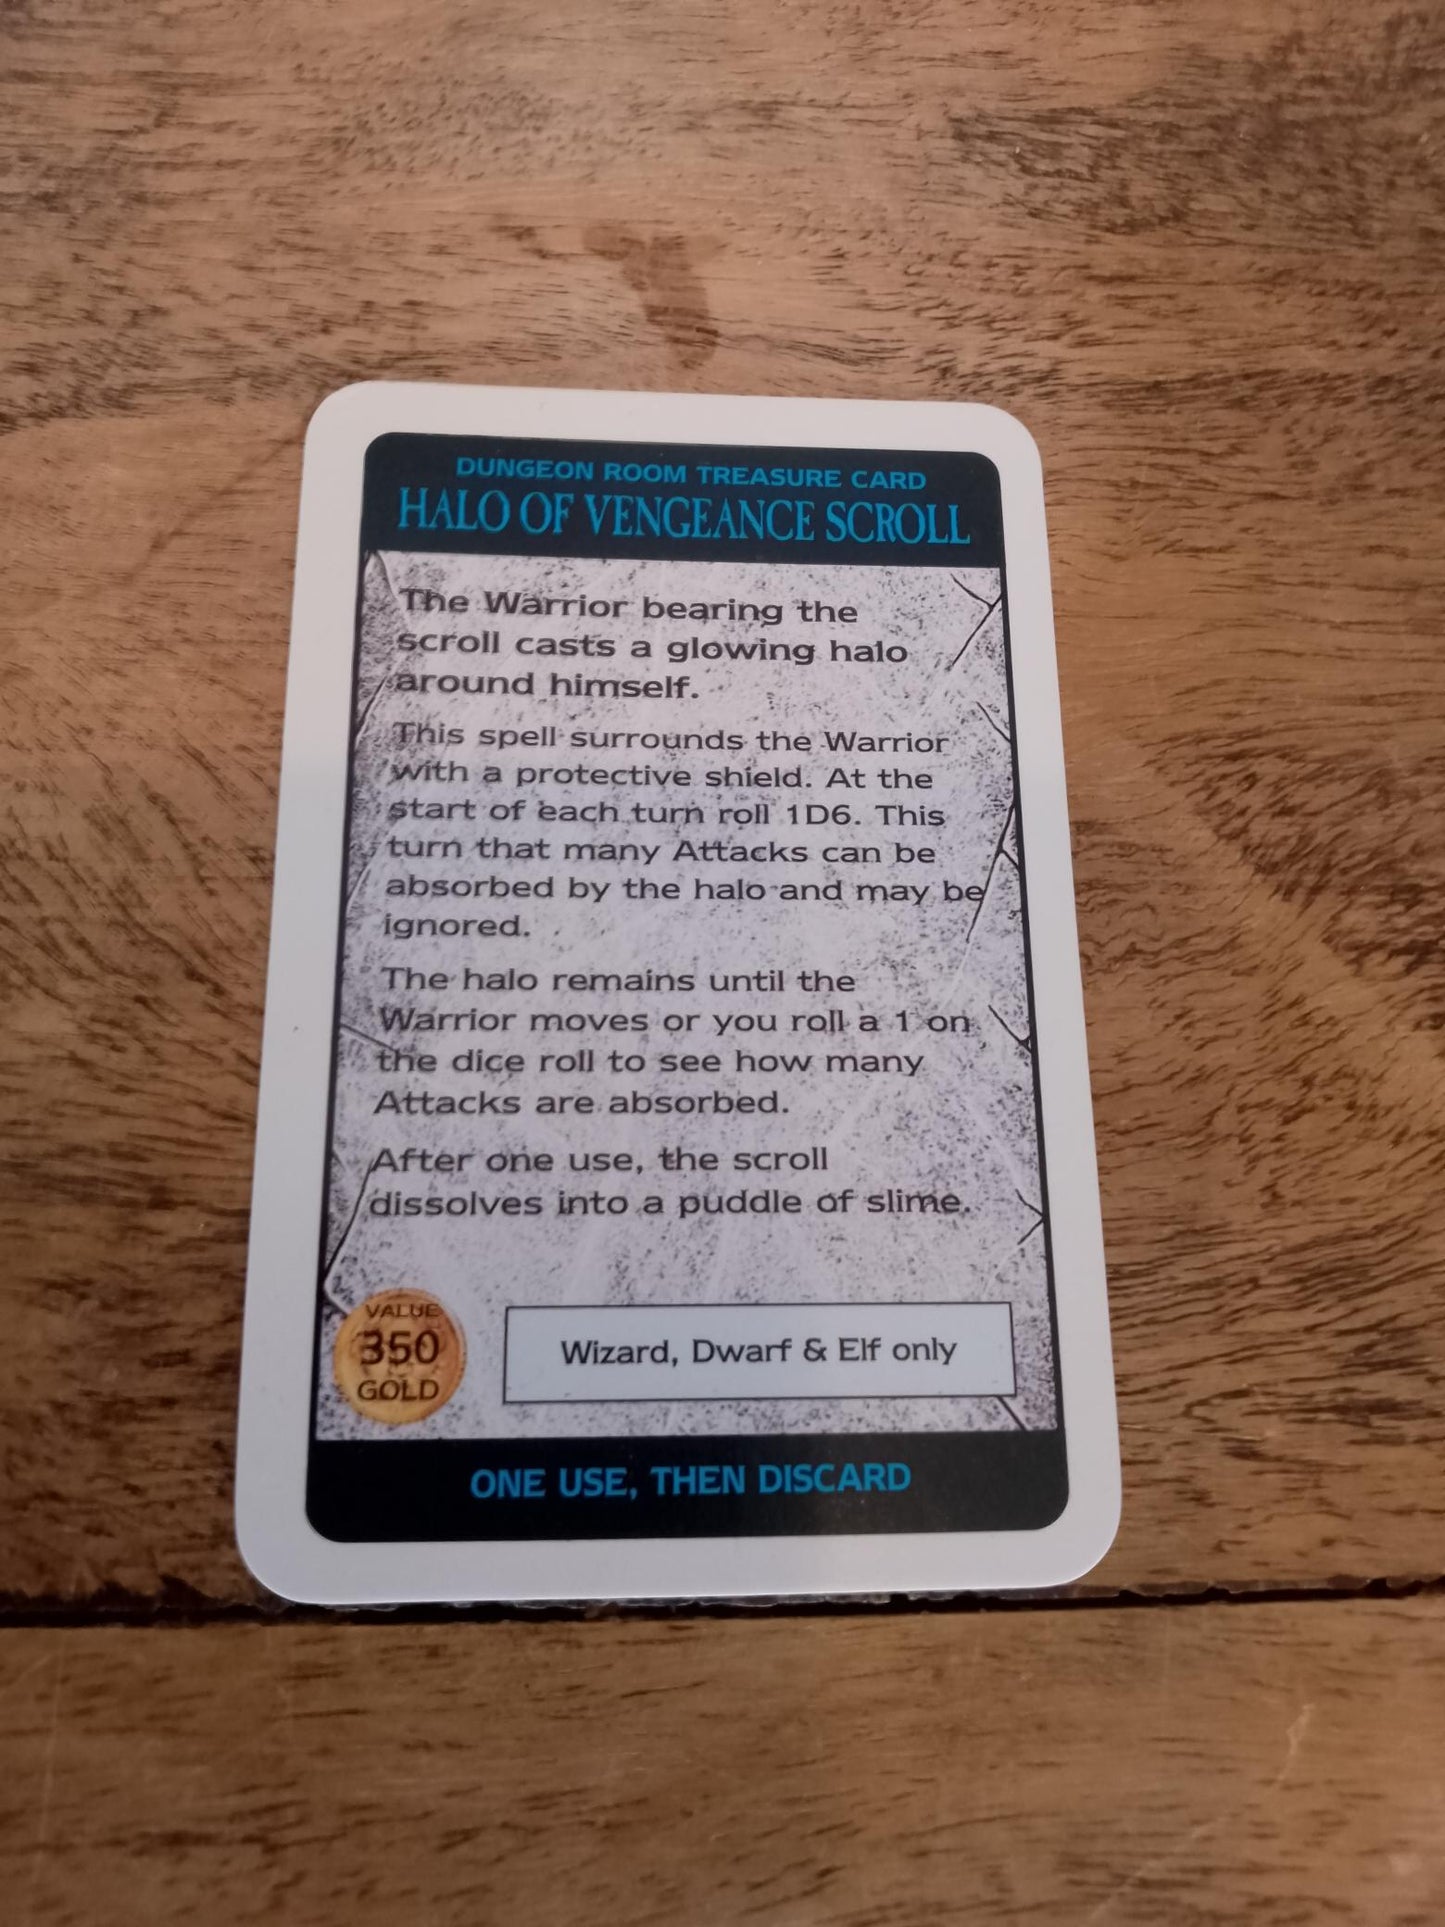 DUNGEON ROOM TREASURE CARD
HALO OF VENGEANCE SCROLL
The Warrior bearing the
scroll casts a glowing halo
around himself.
This spell surrounds the Warrior
with a protective shield. At the
start of each turn roll 1D6. This
turn that many Attacks can be
absorbed by the halo and may be
ignored.
The halo remains until the
Warrior moves or you roll a 1 on
the dice roll to see how many
Attacks are absorbed.
After one use, the scroll
dissolves into a puddle of slime.
VALUE
350
GOLD
Wizard, Dwarf & Elf only
ONE USE, THEN DISCARD